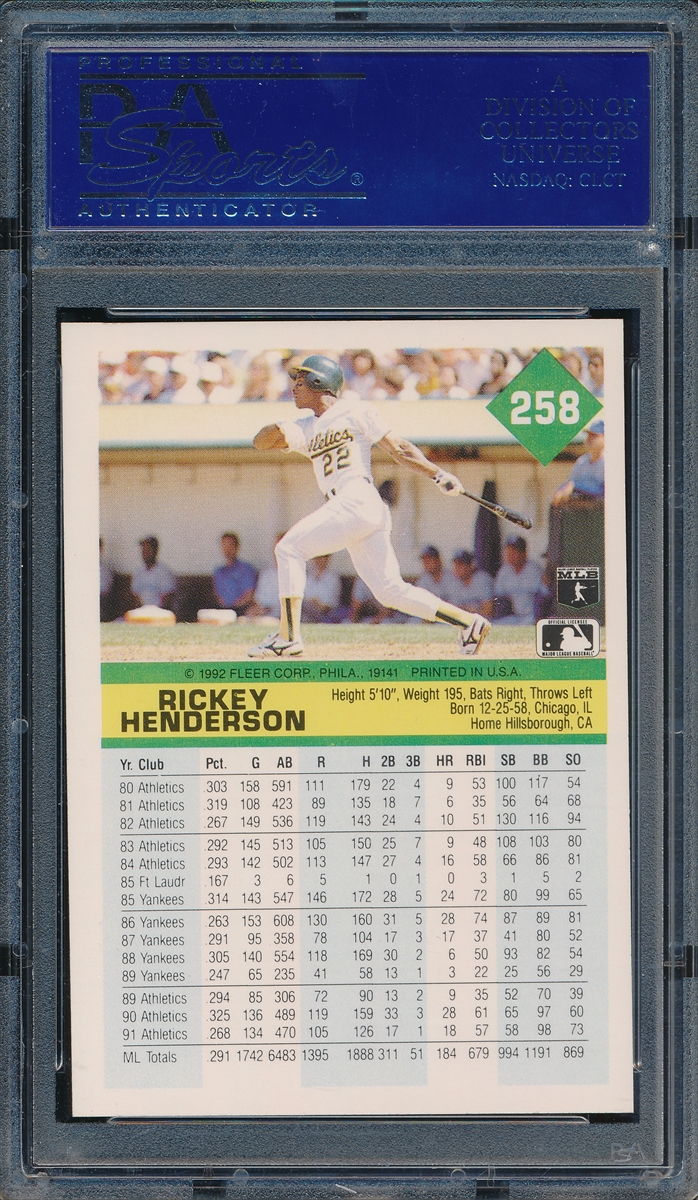 PROFESSIONAL
PSA
Sports®
AUTHENTICATOR
A
DIVISION OF
COLLECTORS
UNIVERSE
NASDAQ: CLCT
258
thletics
22
MLB
OFFICIAL LICENSEE
MAJOR LEAGUE BASEBALL
© 1992 FLEER CORP., PHILA., 19141 PRINTED IN U.S.A.
RICKEY
HENDERSON
Height 5'10", Weight 195, Bats Right, Throws Left
Born 12-25-58, Chicago, IL
Home Hillsborough, CA
Yr. Club Pct. G AB R H 2B 3B HR RBI SB BB SO
80 Athletics .303 158 591 111 179 22 4 9 53 100 117 54
81 Athletics .319 108 423 89 135 18 7 6 35 56 64 68
82 Athletics .267 149 536 119 143 24 4 10 51 130 116 94
83 Athletics .292 145 513 105 150 25 7 9 48 108 103 80
84 Athletics .293 142 502 113 147 27 4 16 58 66 86 81
85 Ft Laudr .167 3 6 5 1 0 1 0 3 1 5 2
85 Yankees .314 143 547 146 172 28 5 24 72 80 99 65
86 Yankees .263 153 608 130 160 31 5 28 74 87 89 81
87 Yankees .291 95 358 78 104 17 3 17 37 41 80 52
88 Yankees .305 140 554 118 169 30 2 6 50 93 82 54
89 Yankees .247 65 235 41 58 13 1 3 22 25 56 29
89 Athletics .294 85 306 72 90 13 2 9 35 52 70 39
90 Athletics .325 136 489 119 159 33 3 28 61 65 97 60
91 Athletics .268 134 470 105 126 17 1 18 57 58 98 73
ML Totals .291 1742 6483 1395 1888 311 51 184 679 994 1191 869
PSA